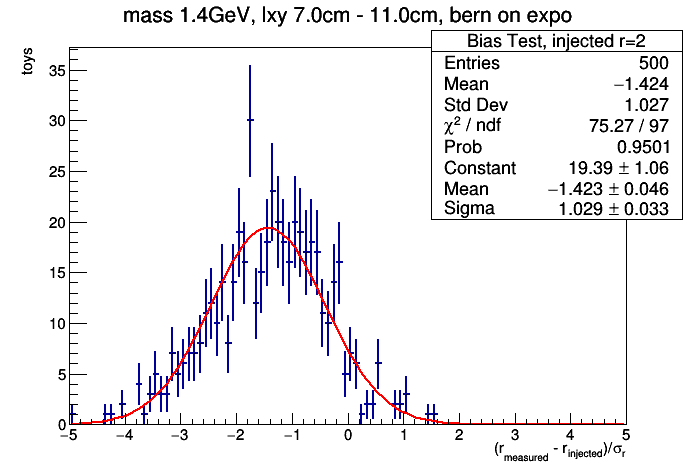 mass 1.4GeV, lxy 7.0cm - 11.0cm, bern on expo
Bias Test, injected r=2
Entries 500
Mean −1.424
Std Dev 1.027
χ² / ndf 75.27 / 97
Prob 0.9501
Constant 19.39 ± 1.06
Mean −1.423 ± 0.046
Sigma 1.029 ± 0.033
toys
35
30
25
20
15
10
5
0
−5 −4 −3 −2 −1 0 1 2 3 4 5
(r_measured - r_injected)/σ_r